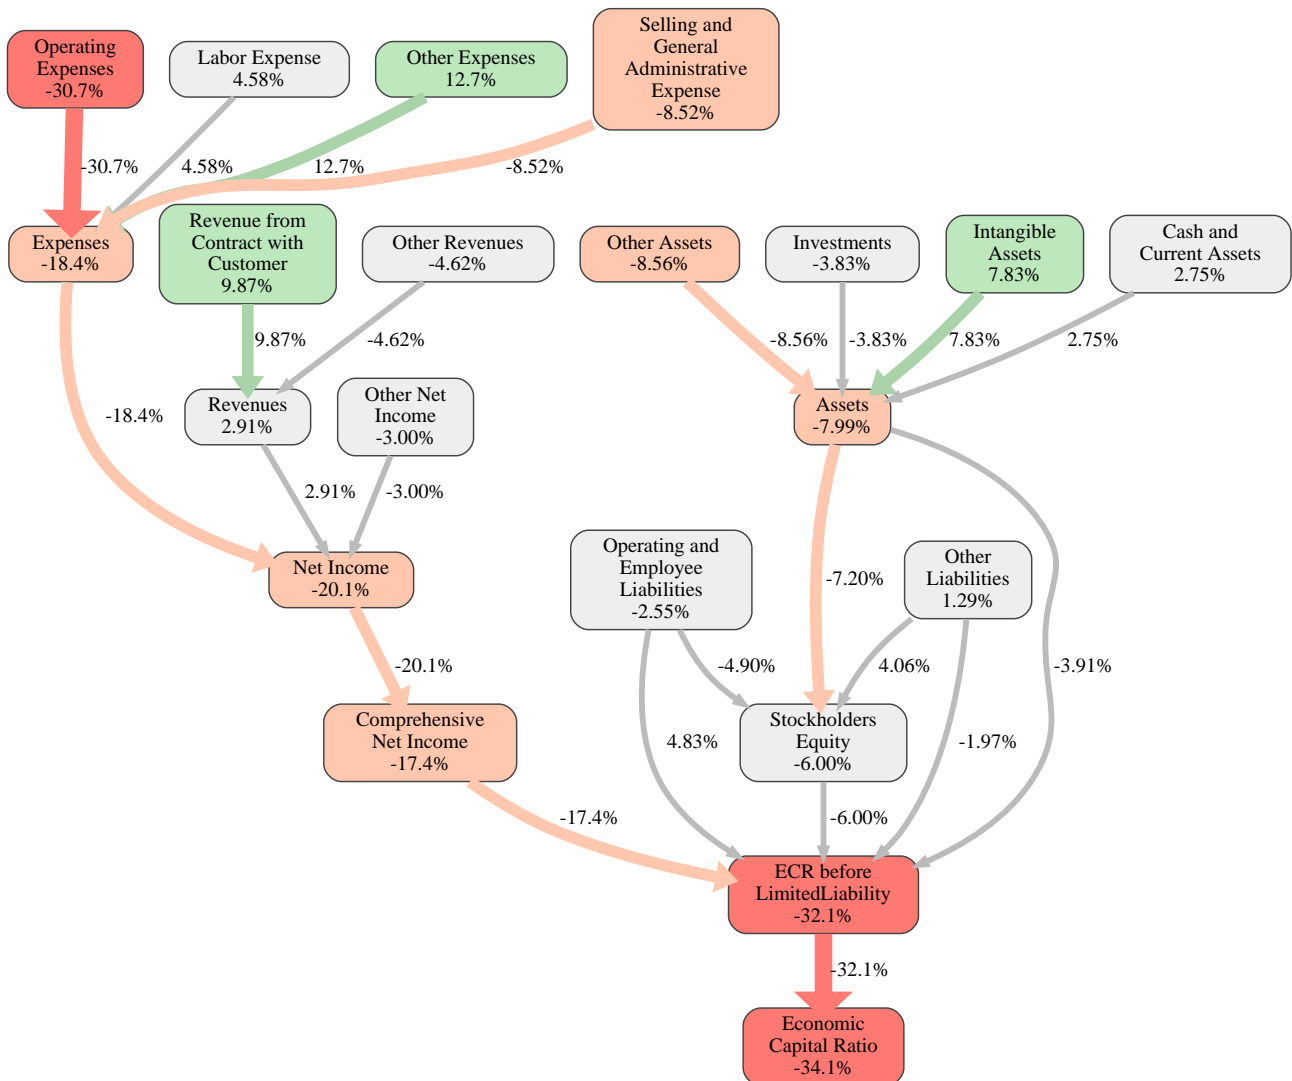 Operating
Expenses
-30.7%
Labor Expense
4.58%
Other Expenses
12.7%
Selling and
General
Administrative
Expense
-8.52%
-30.7%
4.58%
12.7%
-8.52%
Expenses
-18.4%
Revenue from
Contract with
Customer
9.87%
Other Revenues
-4.62%
Other Assets
-8.56%
Investments
-3.83%
Intangible
Assets
7.83%
Cash and
Current Assets
2.75%
9.87%
-4.62%
-8.56%
-3.83%
7.83%
2.75%
-18.4%
Revenues
2.91%
Other Net
Income
-3.00%
Assets
-7.99%
2.91%
-3.00%
Net Income
-20.1%
Operating and
Employee
Liabilities
-2.55%
-7.20%
Other
Liabilities
1.29%
-20.1%
-4.90%
4.06%
-3.91%
Comprehensive
Net Income
-17.4%
4.83%
Stockholders
Equity
-6.00%
-1.97%
-17.4%
-6.00%
ECR before
LimitedLiability
-32.1%
-32.1%
Economic
Capital Ratio
-34.1%